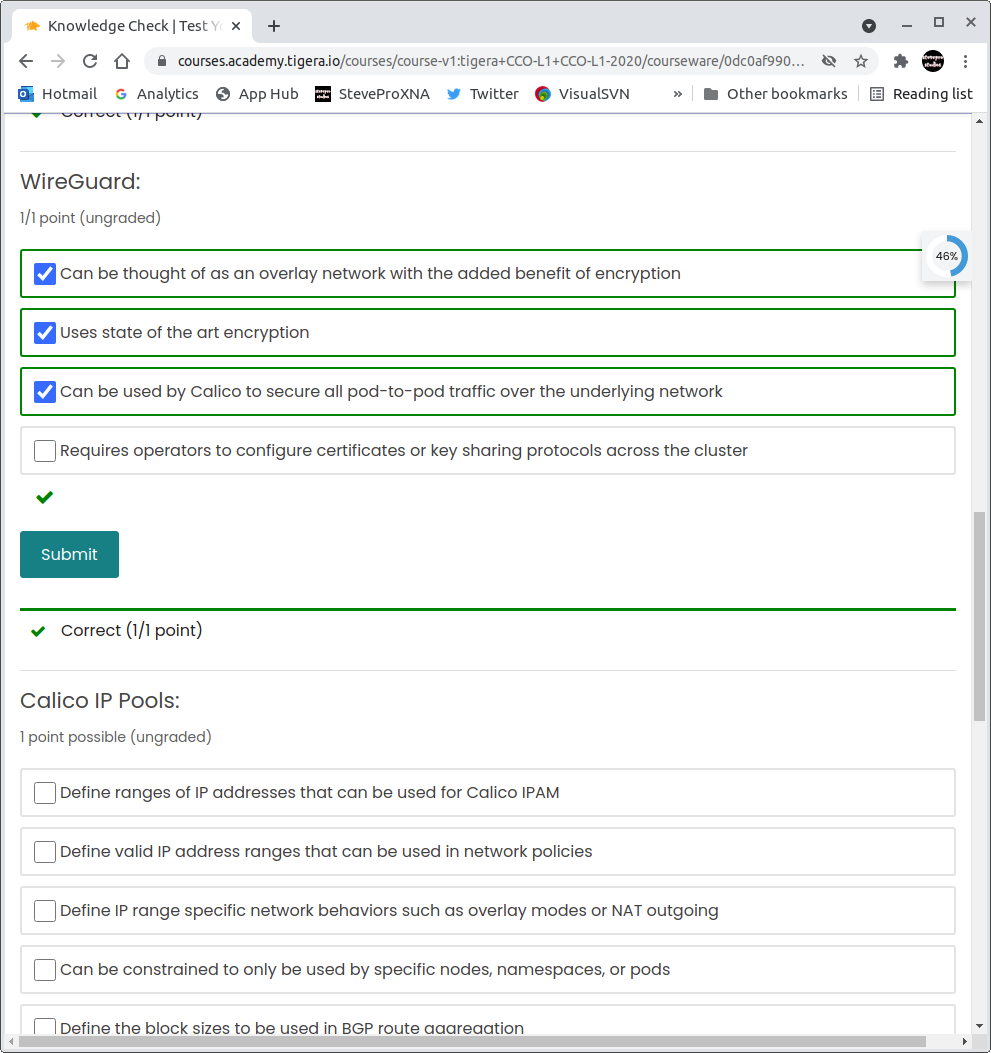 Knowledge Check | Test Yo
courses.academy.tigera.io/courses/course-v1:tigera+CCO-L1+CCO-L1-2020/courseware/0dc0af990...
Hotmail Analytics App Hub SteveProXNA Twitter VisualSVN » Other bookmarks Reading list
Correct (1/1 point)
WireGuard:
1/1 point (ungraded)
46%
Can be thought of as an overlay network with the added benefit of encryption
Uses state of the art encryption
Can be used by Calico to secure all pod-to-pod traffic over the underlying network
Requires operators to configure certificates or key sharing protocols across the cluster
Submit
Correct (1/1 point)
Calico IP Pools:
1 point possible (ungraded)
Define ranges of IP addresses that can be used for Calico IPAM
Define valid IP address ranges that can be used in network policies
Define IP range specific network behaviors such as overlay modes or NAT outgoing
Can be constrained to only be used by specific nodes, namespaces, or pods
Define the block sizes to be used in BGP route aggregation